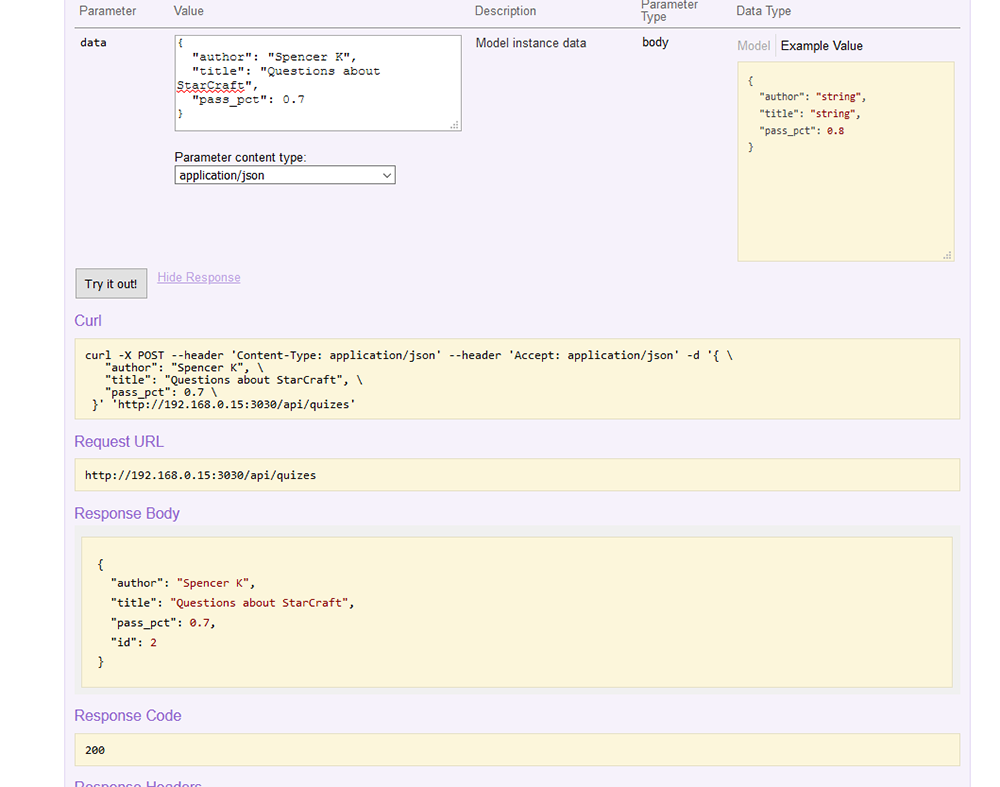 Parameter Value Description Parameter Type Data Type
data
{
"author": "Spencer K",
"title": "Questions about
StarCraft",
"pass_pct": 0.7
}
Model instance data
body
Model Example Value
{
"author": "string",
"title": "string",
"pass_pct": 0.8
}
Parameter content type:
application/json
Try it out! Hide Response
Curl
curl -X POST --header 'Content-Type: application/json' --header 'Accept: application/json' -d '{ \
"author": "Spencer K", \
"title": "Questions about StarCraft", \
"pass_pct": 0.7 \
}' 'http://192.168.0.15:3030/api/quizes'
Request URL
http://192.168.0.15:3030/api/quizes
Response Body
{
"author": "Spencer K",
"title": "Questions about StarCraft",
"pass_pct": 0.7,
"id": 2
}
Response Code
200
Response Headers